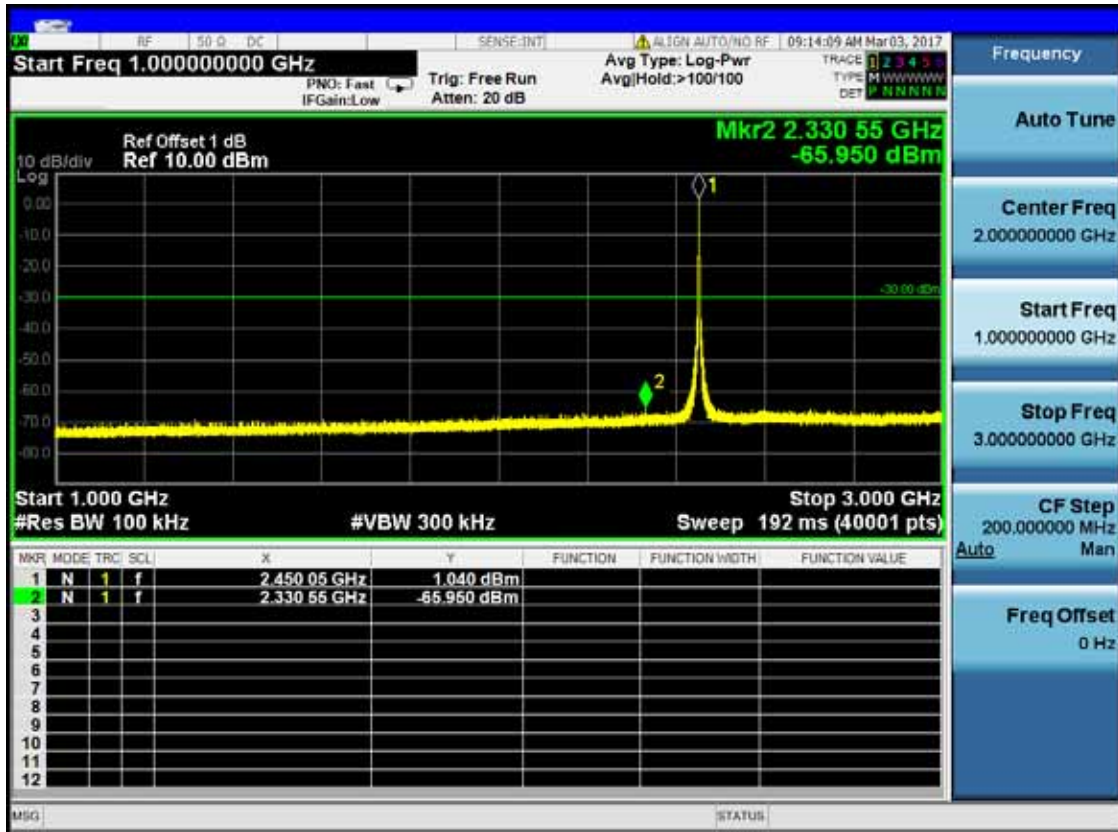 LXI RF 50 Ω DC SENSE:INT ALIGN AUTO/NO RF 09:14:09 AM Mar 03, 2017
Start Freq 1.000000000 GHz
PNO: Fast
IFGain:Low
Trig: Free Run
Atten: 20 dB
Avg Type: Log-Pwr
Avg|Hold:>100/100
TRACE 1 2 3 4 5 6
TYPE M WWWWW
DET P NNNNN
Ref Offset 1 dB
Ref 10.00 dBm
10 dB/div
Log
Mkr2 2.330 55 GHz
-65.950 dBm
1
0.00
-10.0
-20.0
-30.0
-30.00 dBm
-40.0
-50.0
-60.0
2
-70.0
-80.0
Start 1.000 GHz
Stop 3.000 GHz
#Res BW 100 kHz
#VBW 300 kHz
Sweep 192 ms (40001 pts)
MKR MODE TRC SCL X Y FUNCTION FUNCTION WIDTH FUNCTION VALUE
1 N 1 f 2.450 05 GHz 1.040 dBm
2 N 1 f 2.330 55 GHz -65.950 dBm
3
4
5
6
7
8
9
10
11
12
MSG STATUS
Frequency
Auto Tune
Center Freq
2.000000000 GHz
Start Freq
1.000000000 GHz
Stop Freq
3.000000000 GHz
CF Step
200.000000 MHz
Auto Man
Freq Offset
0 Hz